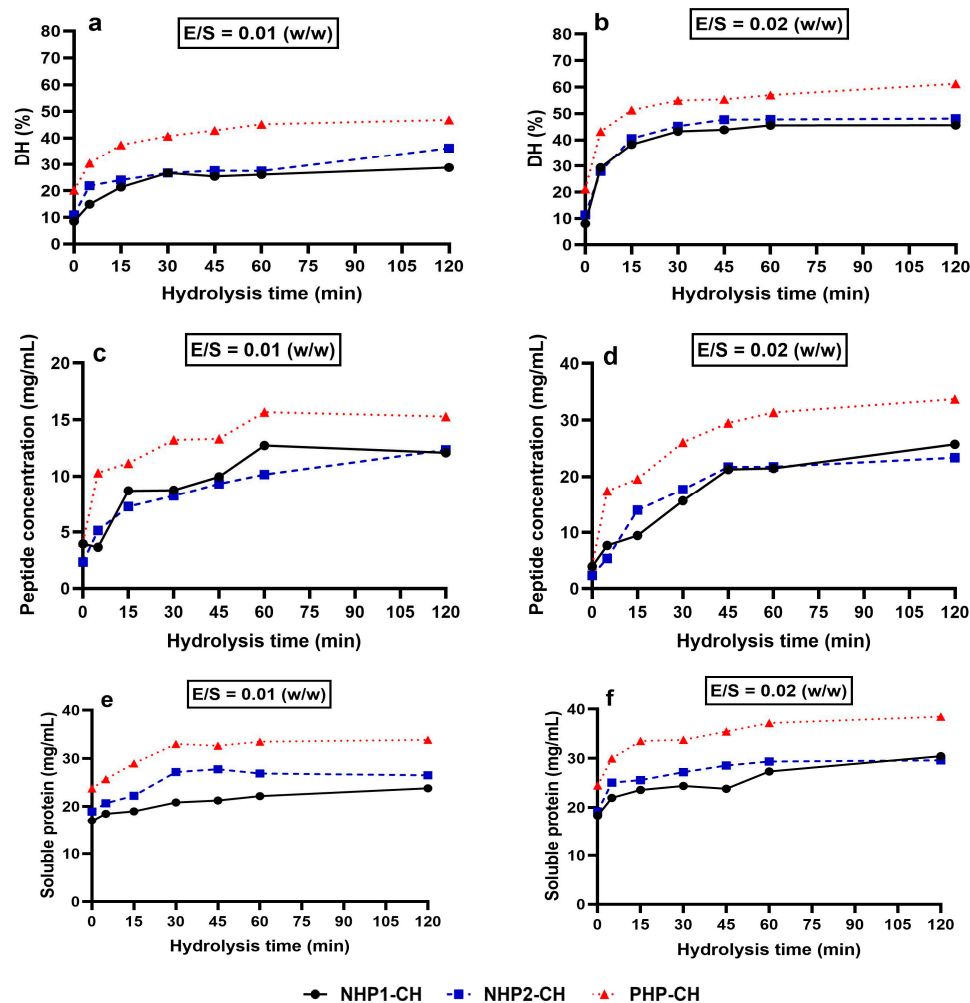 a
E/S = 0.01 (w/w)
80
70
60
50
40
30
20
10
0
DH (%)
0 15 30 45 60 75 90 105 120
Hydrolysis time (min)
b
E/S = 0.02 (w/w)
80
70
60
50
40
30
20
10
0
DH (%)
0 15 30 45 60 75 90 105 120
Hydrolysis time (min)
c
E/S = 0.01 (w/w)
20
15
10
5
0
Peptide concentration (mg/mL)
0 15 30 45 60 75 90 105 120
Hydrolysis time (min)
d
E/S = 0.02 (w/w)
40
30
20
10
0
Peptide concentration (mg/mL)
0 15 30 45 60 75 90 105 120
Hydrolysis time (min)
e
E/S = 0.01 (w/w)
40
30
20
10
0
Soluble protein (mg/mL)
0 15 30 45 60 75 90 105 120
Hydrolysis time (min)
f
E/S = 0.02 (w/w)
40
30
20
10
0
Soluble protein (mg/mL)
0 15 30 45 60 75 90 105 120
Hydrolysis time (min)
NHP1-CH NHP2-CH PHP-CH